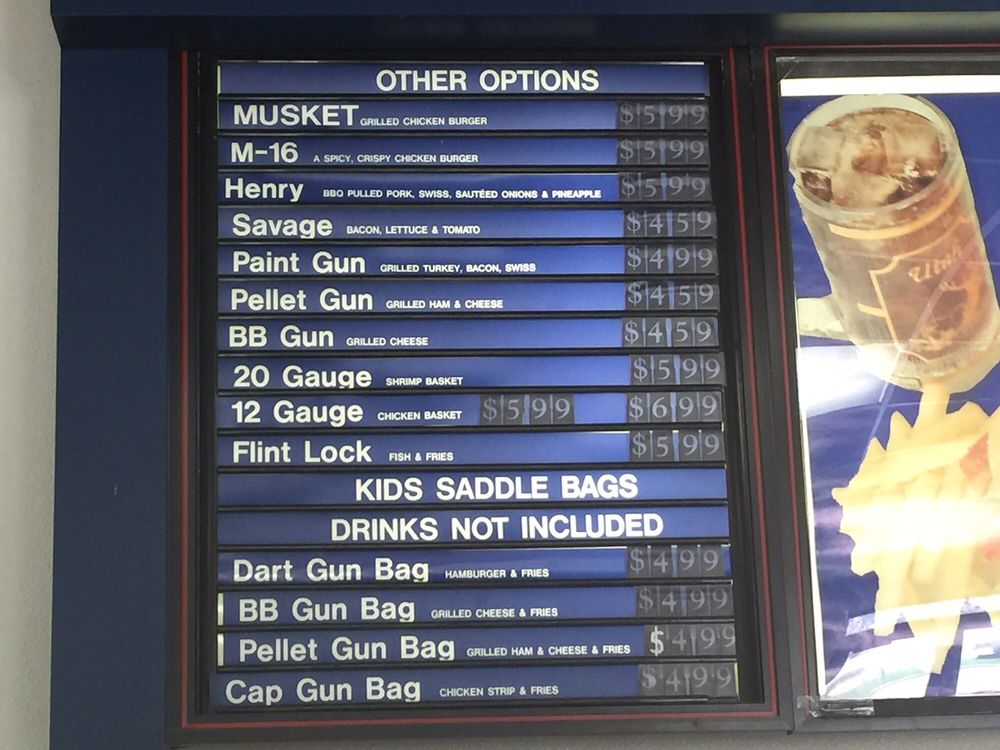 OTHER OPTIONS
MUSKET GRILLED CHICKEN BURGER $5.99
M-16 A SPICY, CRISPY CHICKEN BURGER $5.99
Henry BBQ PULLED PORK, SWISS, SAUTÉED ONIONS & PINEAPPLE $5.99
Savage BACON, LETTUCE & TOMATO $4.59
Paint Gun GRILLED TURKEY, BACON, SWISS $4.99
Pellet Gun GRILLED HAM & CHEESE $4.59
BB Gun GRILLED CHEESE $4.59
20 Gauge SHRIMP BASKET $5.99
12 Gauge CHICKEN BASKET $5.99 $6.99
Flint Lock FISH & FRIES $5.99
KIDS SADDLE BAGS
DRINKS NOT INCLUDED
Dart Gun Bag HAMBURGER & FRIES $4.99
BB Gun Bag GRILLED CHEESE & FRIES $4.99
Pellet Gun Bag GRILLED HAM & CHEESE & FRIES $4.99
Cap Gun Bag CHICKEN STRIP & FRIES $4.99
Utah